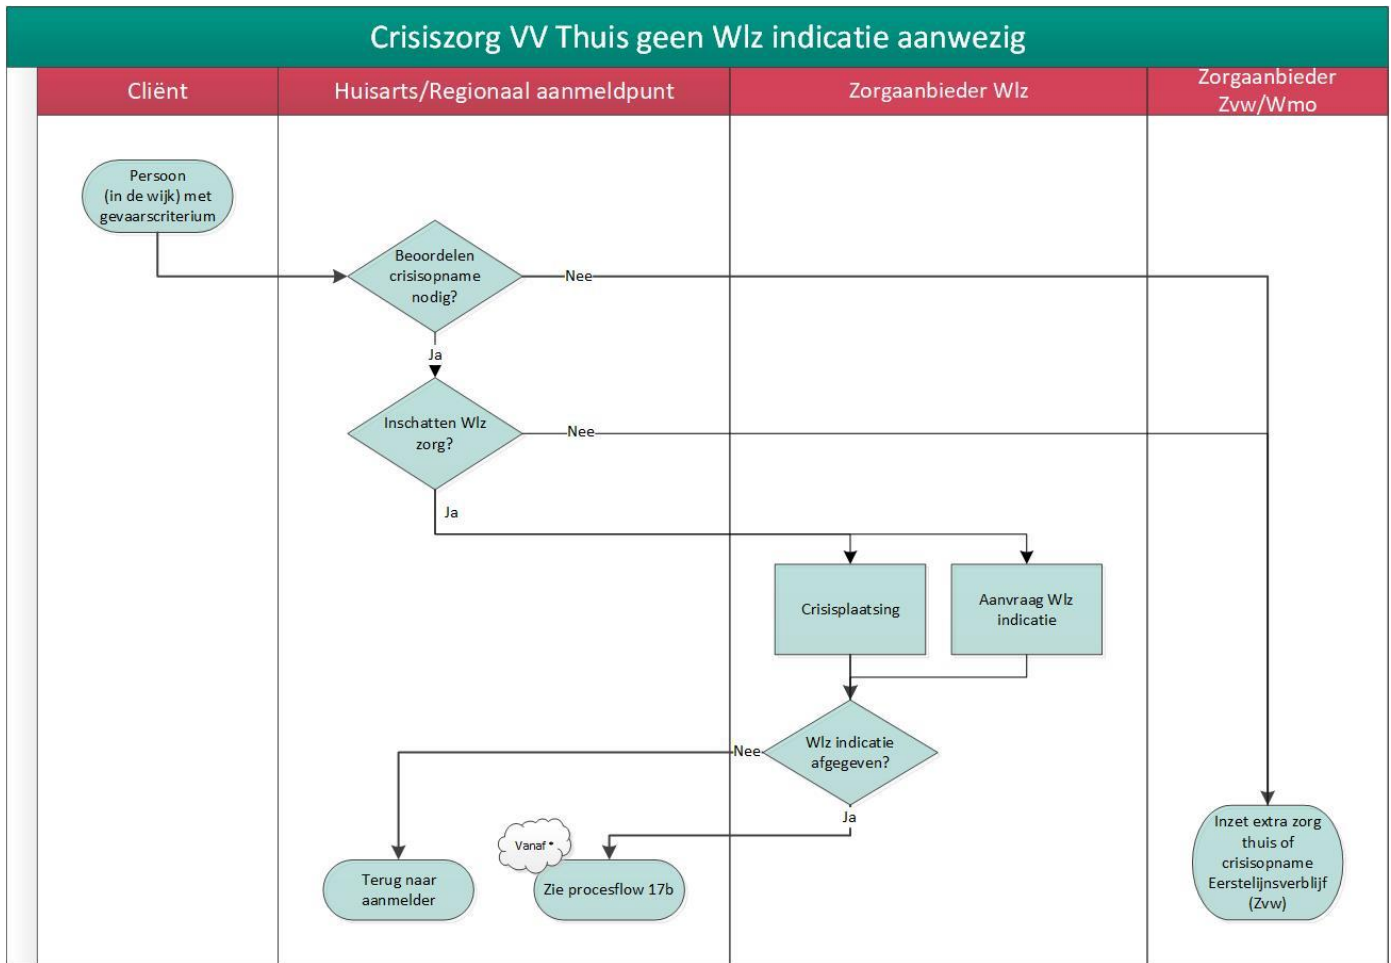 Crisiszorg VV Thuis geen Wlz indicatie aanwezig
Cliënt
Huisarts/Regionaal aanmeldpunt
Zorgaanbieder Wlz
Zorgaanbieder
Zvw/Wmo
Persoon
(in de wijk) met
gevaarscriterium
Beoordelen
crisisopname
nodig?
Nee
Ja
Inschatten Wlz
zorg?
Nee
Ja
Crisisplaatsing
Aanvraag Wlz
indicatie
Wlz indicatie
afgegeven?
Nee
Ja
Vanaf *
Terug naar
aanmelder
Zie procesflow 17b
Inzet extra zorg
thuis of
crisisopname
Eerstelijnsverblijf
(Zvw)